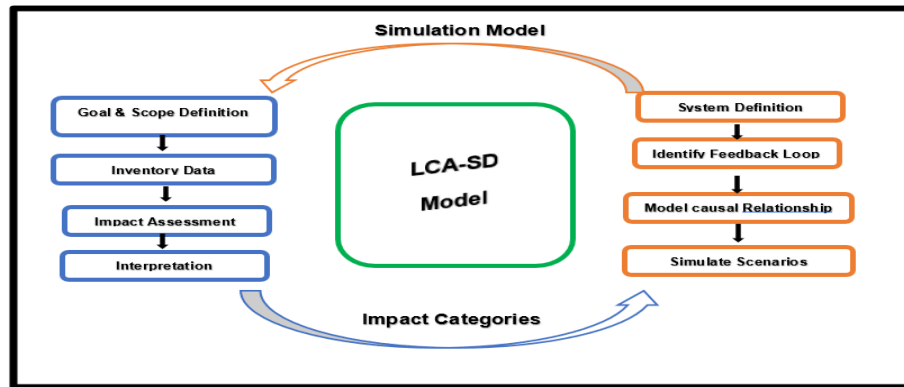 Simulation Model
Goal & Scope Definition
Inventory Data
Impact Assessment
Interpretation
LCA-SD
Model
System Definition
Identify Feedback Loop
Model causal Relationship
Simulate Scenarios
Impact Categories